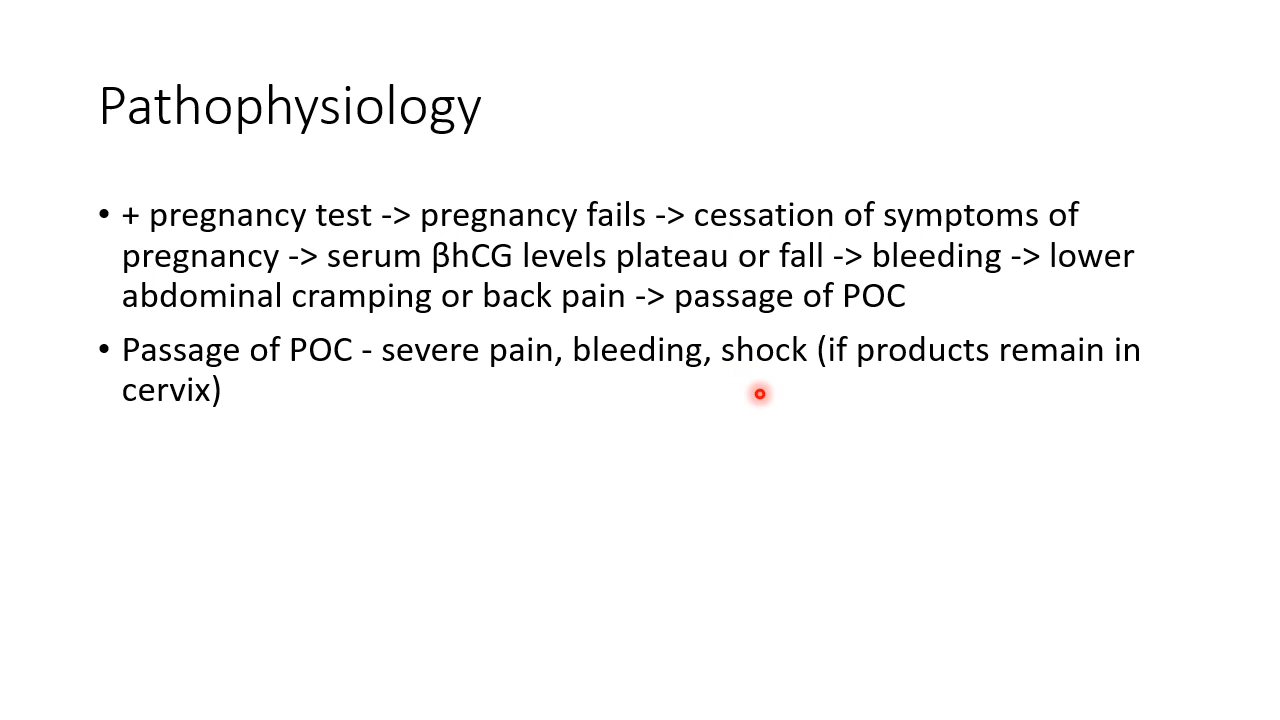 Pathophysiology
• + pregnancy test -> pregnancy fails -> cessation of symptoms of
pregnancy -> serum βhCG levels plateau or fall -> bleeding -> lower
abdominal cramping or back pain -> passage of POC
• Passage of POC - severe pain, bleeding, shock (if products remain in
cervix)